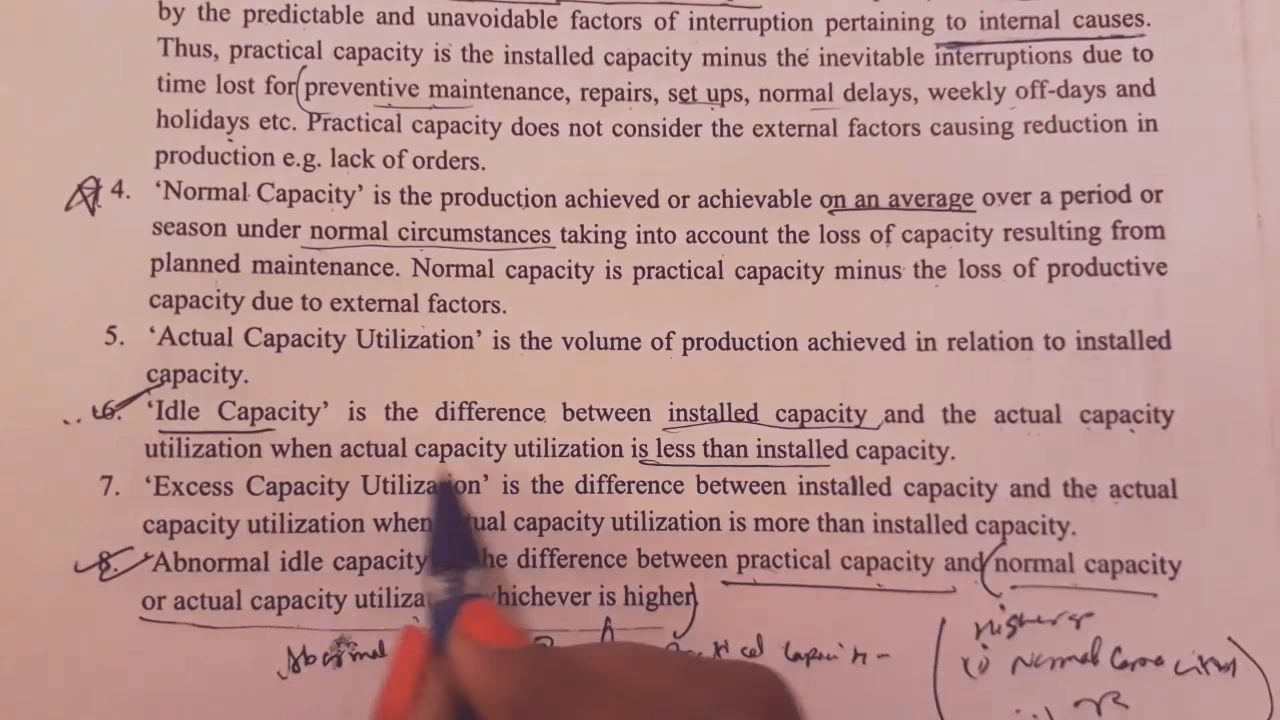 by the predictable and unavoidable factors of interruption pertaining to internal causes.
Thus, practical capacity is the installed capacity minus the inevitable interruptions due to
time lost for preventive maintenance, repairs, set ups, normal delays, weekly off-days and
holidays etc. Practical capacity does not consider the external factors causing reduction in
production e.g. lack of orders.
4. ‘Normal Capacity’ is the production achieved or achievable on an average over a period or
season under normal circumstances taking into account the loss of capacity resulting from
planned maintenance. Normal capacity is practical capacity minus the loss of productive
capacity due to external factors.
5. ‘Actual Capacity Utilization’ is the volume of production achieved in relation to installed
capacity.
6. ‘Idle Capacity’ is the difference between installed capacity and the actual capacity
utilization when actual capacity utilization is less than installed capacity.
7. ‘Excess Capacity Utilization’ is the difference between installed capacity and the actual
capacity utilization when actual capacity utilization is more than installed capacity.
8. Abnormal idle capacity the difference between practical capacity and (normal capacity
or actual capacity whichever is higher)
Abnormal capacity -
(i) Normal